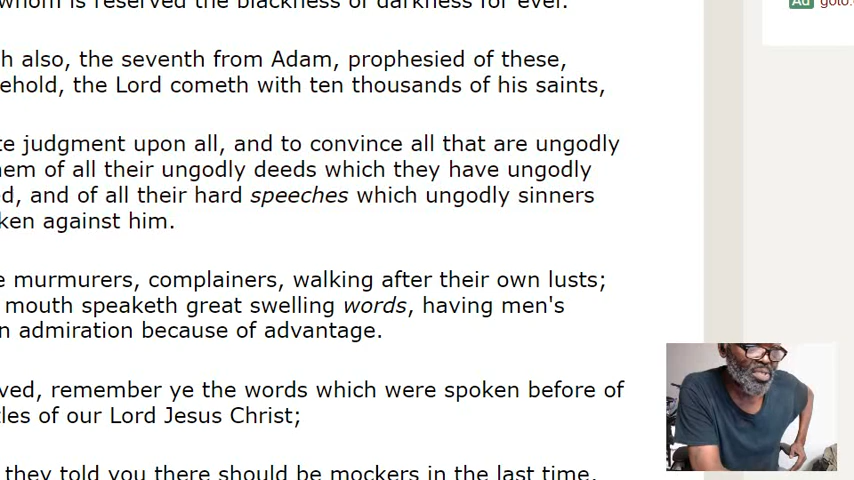 whom is reserved the blackness of darkness for ever.
h also, the seventh from Adam, prophesied of these,
ehold, the Lord cometh with ten thousands of his saints,
te judgment upon all, and to convince all that are ungodly
hem of all their ungodly deeds which they have ungodly
d, and of all their hard speeches which ungodly sinners
ken against him.
e murmurers, complainers, walking after their own lusts;
mouth speaketh great swelling words, having men's
n admiration because of advantage.
ved, remember ye the words which were spoken before of
tles of our Lord Jesus Christ;
they told you there should be mockers in the last time,
Ad